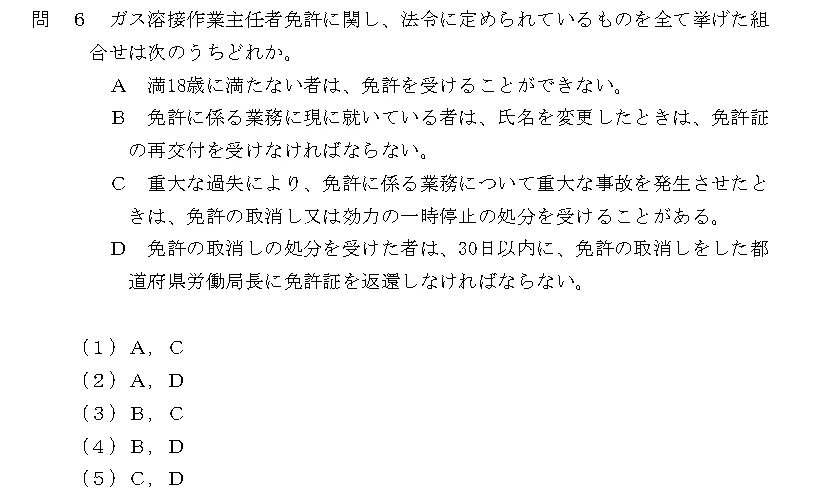 問　６　ガス溶接作業主任者免許に関し、法令に定められているものを全て挙げた組
合せは次のうちどれか。
Ａ　満18歳に満たない者は、免許を受けることができない。
Ｂ　免許に係る業務に現に就いている者は、氏名を変更したときは、免許証
の再交付を受けなければならない。
Ｃ　重大な過失により、免許に係る業務について重大な事故を発生させたと
きは、免許の取消し又は効力の一時停止の処分を受けることがある。
Ｄ　免許の取消しの処分を受けた者は、30日以内に、免許の取消しをした都
道府県労働局長に免許証を返還しなければならない。
（１）Ａ，Ｃ
（２）Ａ，Ｄ
（３）Ｂ，Ｃ
（４）Ｂ，Ｄ
（５）Ｃ，Ｄ